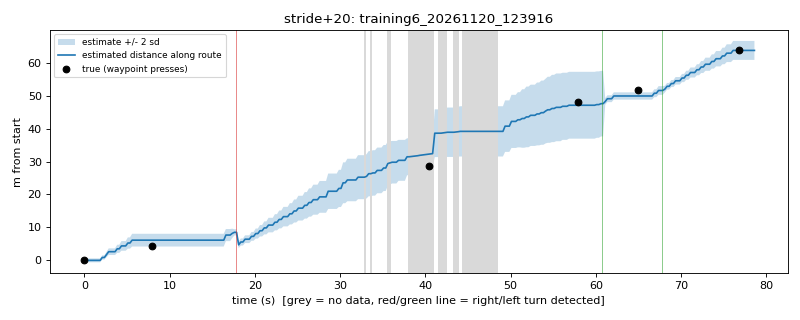 stride+20: training6_20261120_123916
estimate +/- 2 sd
estimated distance along route
true (waypoint presses)
m from start
60
50
40
30
20
10
0
0 10 20 30 40 50 60 70 80
time (s) [grey = no data, red/green line = right/left turn detected]